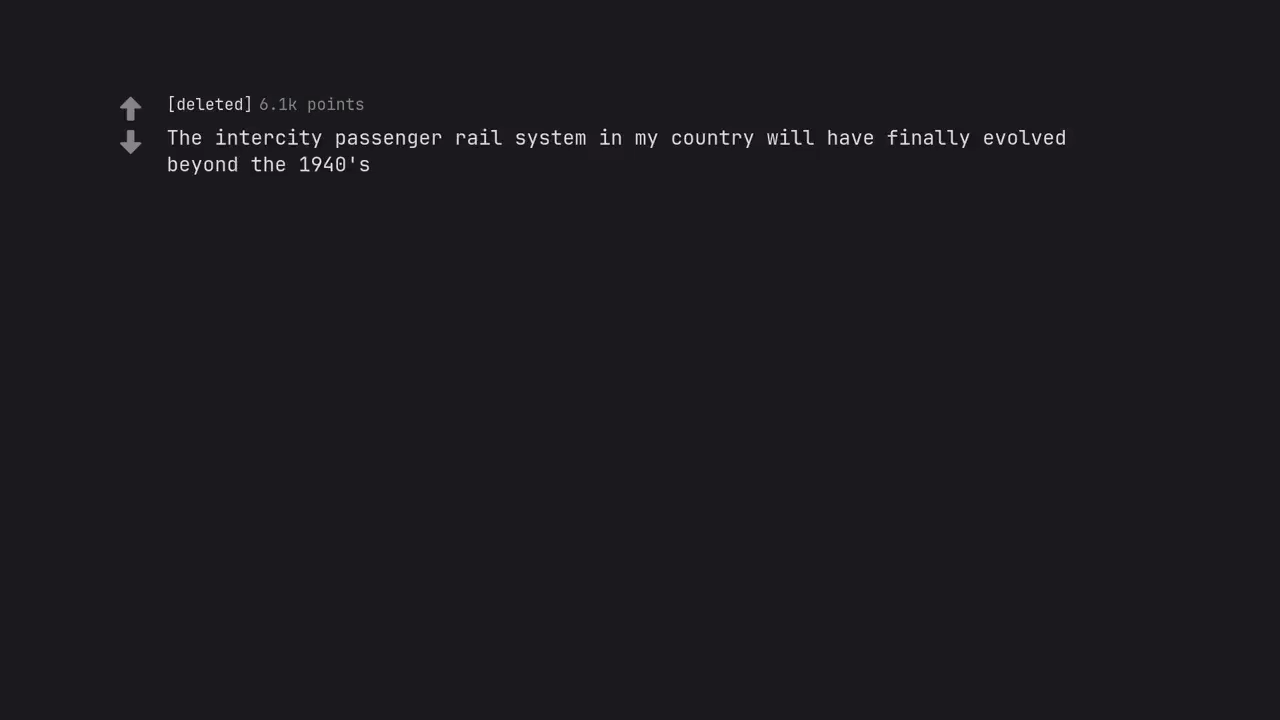 [deleted] 6.1k points
The intercity passenger rail system in my country will have finally evolved
beyond the 1940's